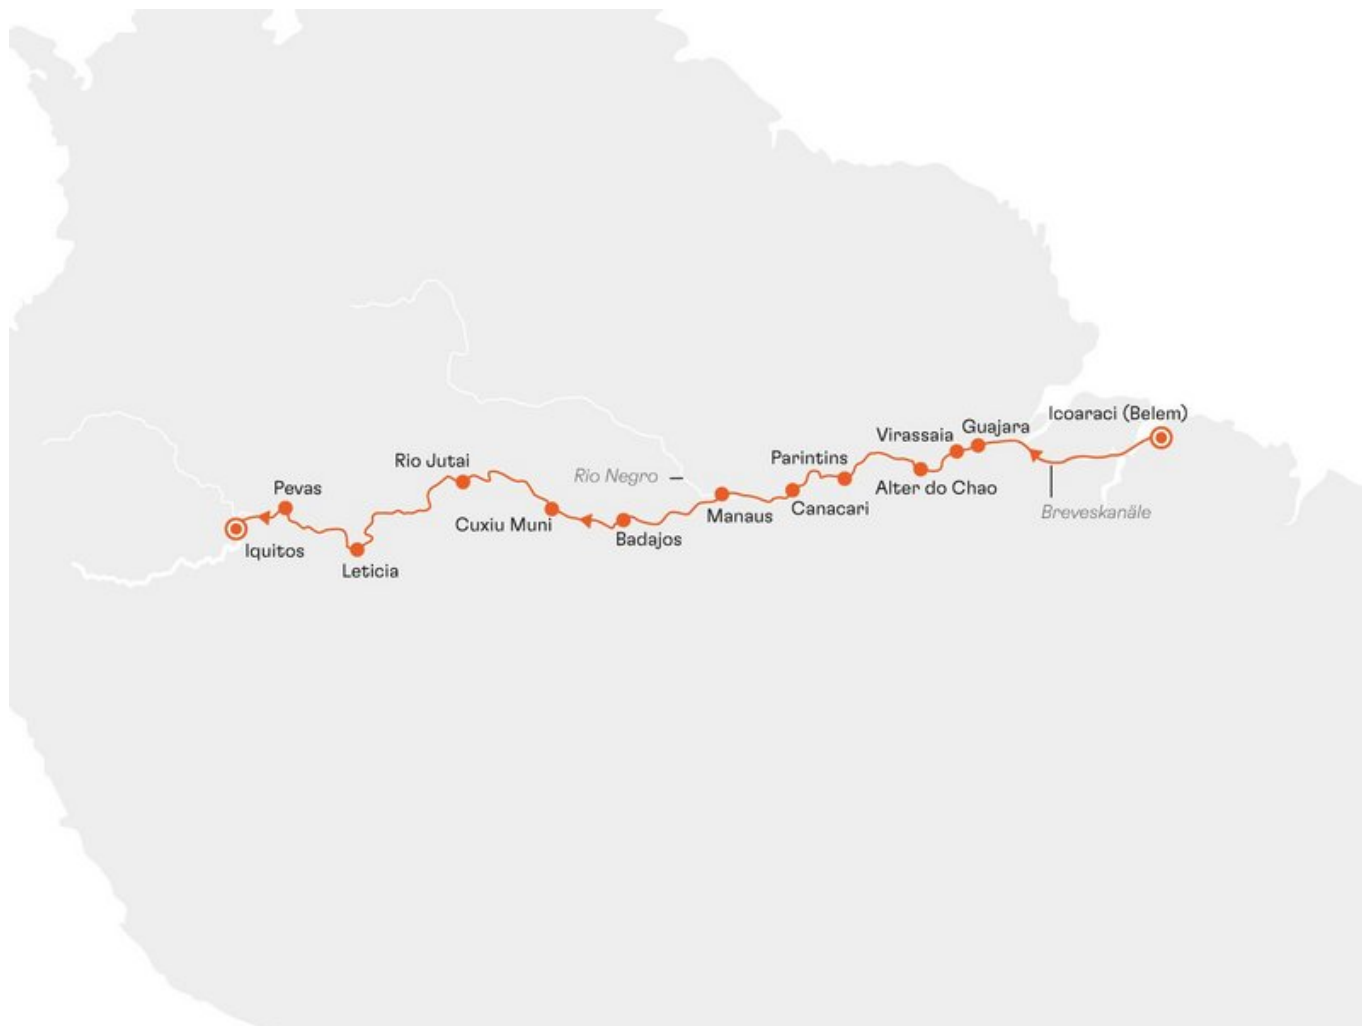 Icoaraci (Belem)
Guajara
Virassaia
Parintins
Rio Jutai
Rio Negro
Pevas
Alter do Chao
Canacari
Breveskanäle
Manaus
Cuxiu Muni
Badajos
Iquitos
Leticia